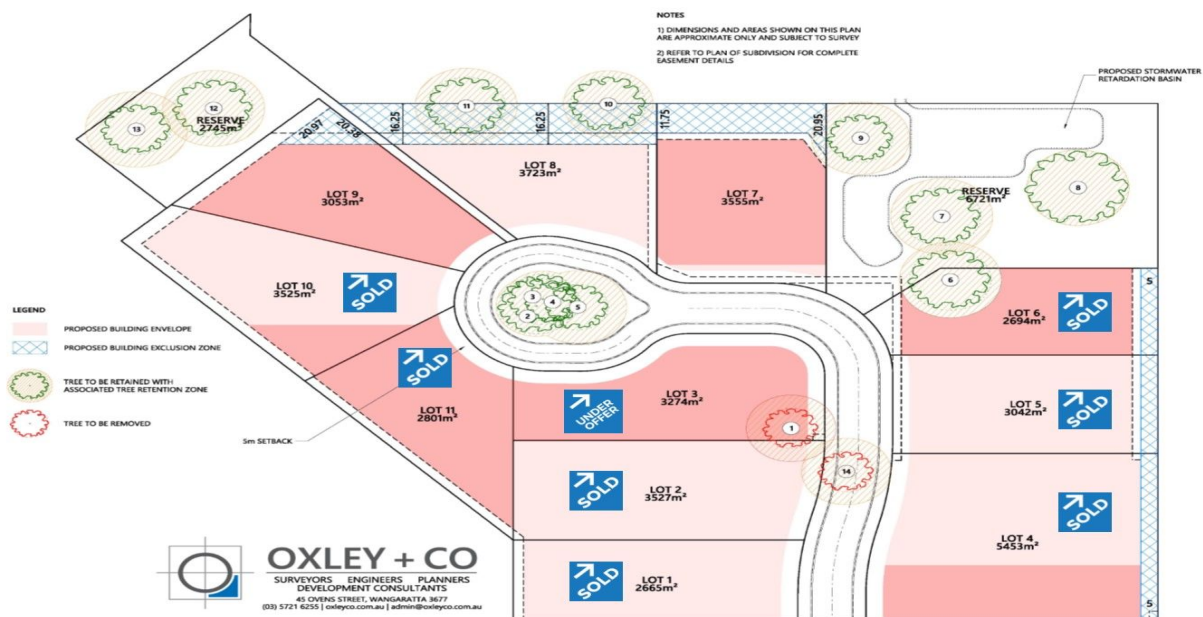 NOTES
1) DIMENSIONS AND AREAS SHOWN ON THIS PLAN
ARE APPROXIMATE ONLY AND SUBJECT TO SURVEY
2) REFER TO PLAN OF SUBDIVISION FOR COMPLETE
EASEMENT DETAILS
PROPOSED STORMWATER
RETARDATION BASIN
12
RESERVE
2745m²
13
11
10
20.97
20.38
16.25
16.25
11.75
20.95
9
8
RESERVE
6721m²
7
6
LOT 9
3053m²
LOT 8
3723m²
LOT 7
3555m²
LOT 10
3525m²
SOLD
3
4
5
2
LOT 6
2694m²
SOLD
5
LEGEND
PROPOSED BUILDING ENVELOPE
PROPOSED BUILDING EXCLUSION ZONE
TREE TO BE RETAINED WITH
ASSOCIATED TREE RETENTION ZONE
TREE TO BE REMOVED
SOLD
LOT 11
2801m²
5m SETBACK
UNDER
OFFER
LOT 3
3274m²
1
LOT 5
3042m²
SOLD
14
SOLD
LOT 2
3527m²
SOLD
LOT 4
5453m²
SOLD
LOT 1
2665m²
5
OXLEY + CO
SURVEYORS ENGINEERS PLANNERS
DEVELOPMENT CONSULTANTS
45 OVENS STREET, WANGARATTA 3677
(03) 5721 6255 | oxleyco.com.au | admin@oxleyco.com.au